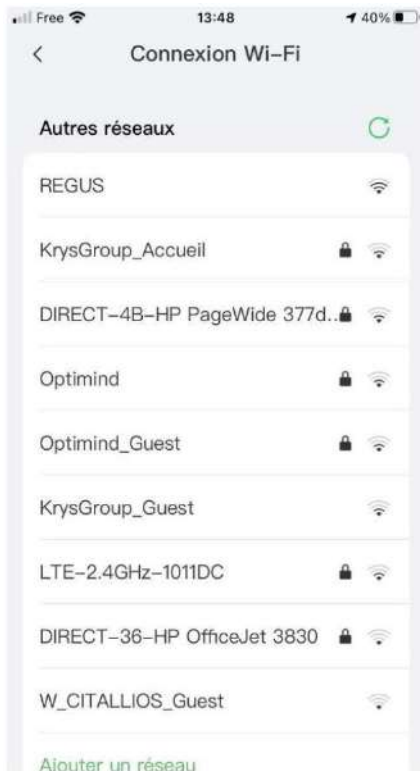 Free 13:48 40%
Connexion Wi-Fi
Autres réseaux
REGUS
KrysGroup_Accueil
DIRECT-4B-HP PageWide 377d...
Optimind
Optimind_Guest
KrysGroup_Guest
LTE-2.4GHz-1011DC
DIRECT-36-HP OfficeJet 3830
W_CITALLIOS_Guest
Ajouter un réseau